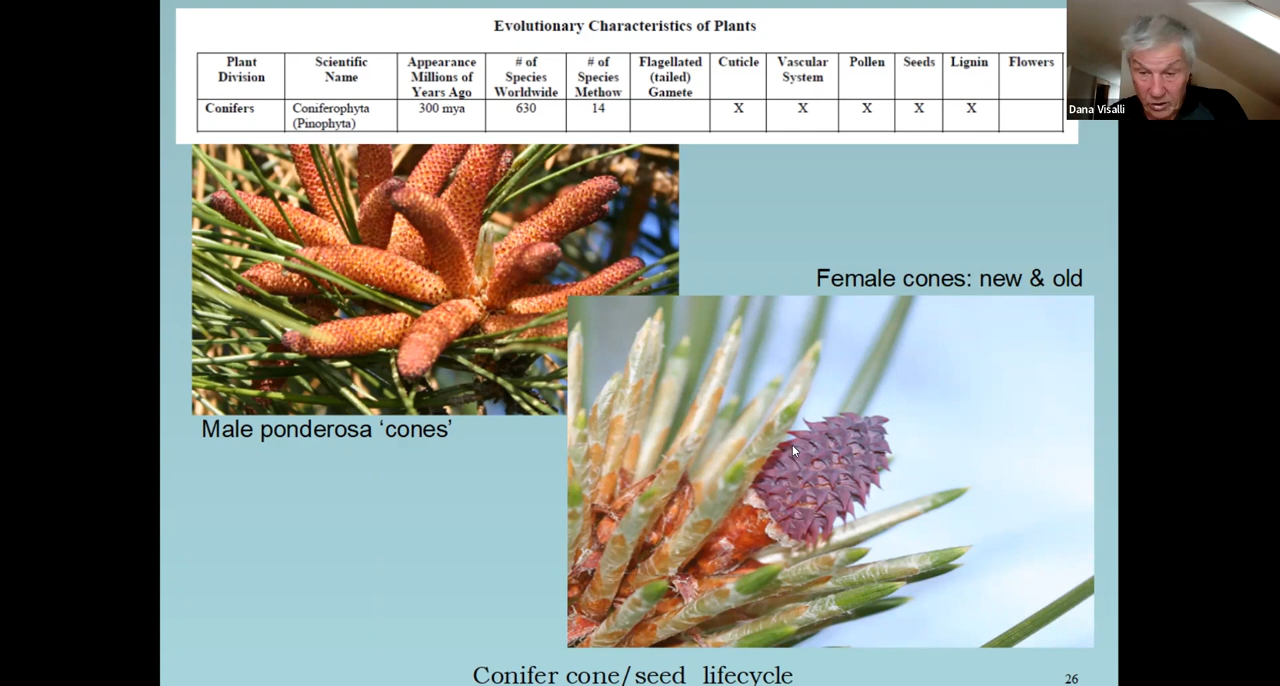 Evolutionary Characteristics of Plants
Plant Division Scientific Name Appearance Millions of Years Ago # of Species Worldwide # of Species Methow Flagellated (tailed) Gamete Cuticle Vascular System Pollen Seeds Lignin Flowers
Conifers Coniferophyta (Pinophyta) 300 mya 630 14 X X X X X
Dana Visalli
Female cones: new & old
Male ponderosa ‘cones’
Conifer cone/seed lifecycle
26